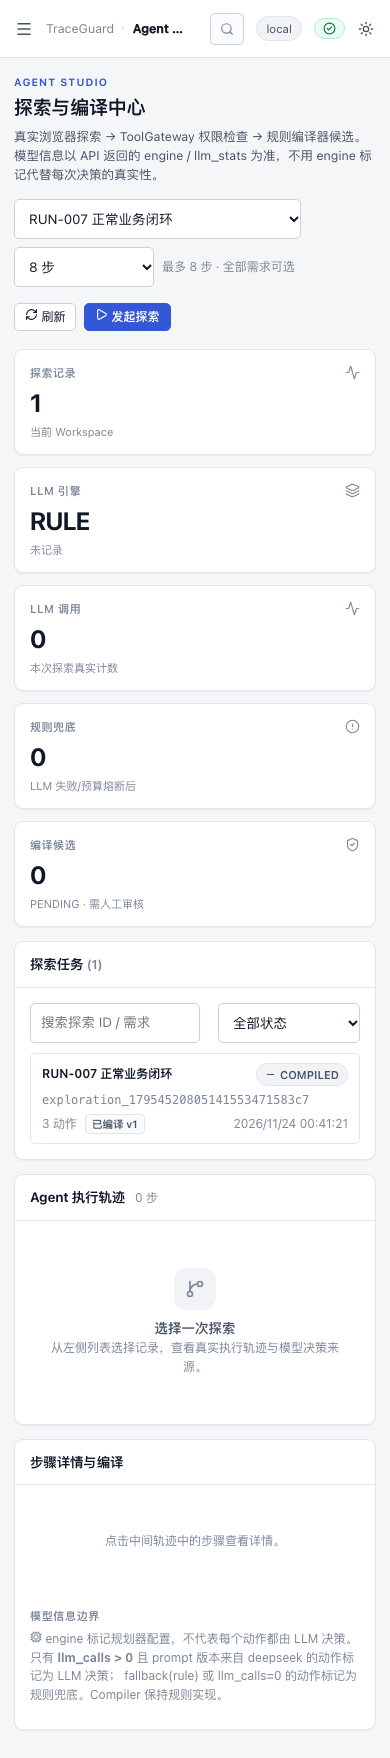 TraceGuard · Agent ... local
AGENT STUDIO
探索与编译中心
真实浏览器探索 → ToolGateway 权限检查 → 规则编译器候选。
模型信息以 API 返回的 engine / llm_stats 为准，不用 engine 标
记代替每次决策的真实性。
RUN-007 正常业务闭环
8 步 最多 8 步 · 全部需求可选
刷新 发起探索
探索记录
1
当前 Workspace
LLM 引擎
RULE
未记录
LLM 调用
0
本次探索真实计数
规则兜底
0
LLM 失败/预算熔断后
编译候选
0
PENDING · 需人工审核
探索任务 (1)
搜索探索 ID / 需求 全部状态
RUN-007 正常业务闭环 — COMPILED
exploration_17954520805141553471583c7
3 动作 已编译 v1 2026/11/24 00:41:21
Agent 执行轨迹 0 步
选择一次探索
从左侧列表选择记录，查看真实执行轨迹与模型决策来
源。
步骤详情与编译
点击中间轨迹中的步骤查看详情。
模型信息边界
engine 标记规划器配置，不代表每个动作都由 LLM 决策。
只有 llm_calls > 0 且 prompt 版本来自 deepseek 的动作标
记为 LLM 决策； fallback(rule) 或 llm_calls=0 的动作标记为
规则兜底。Compiler 保持规则实现。